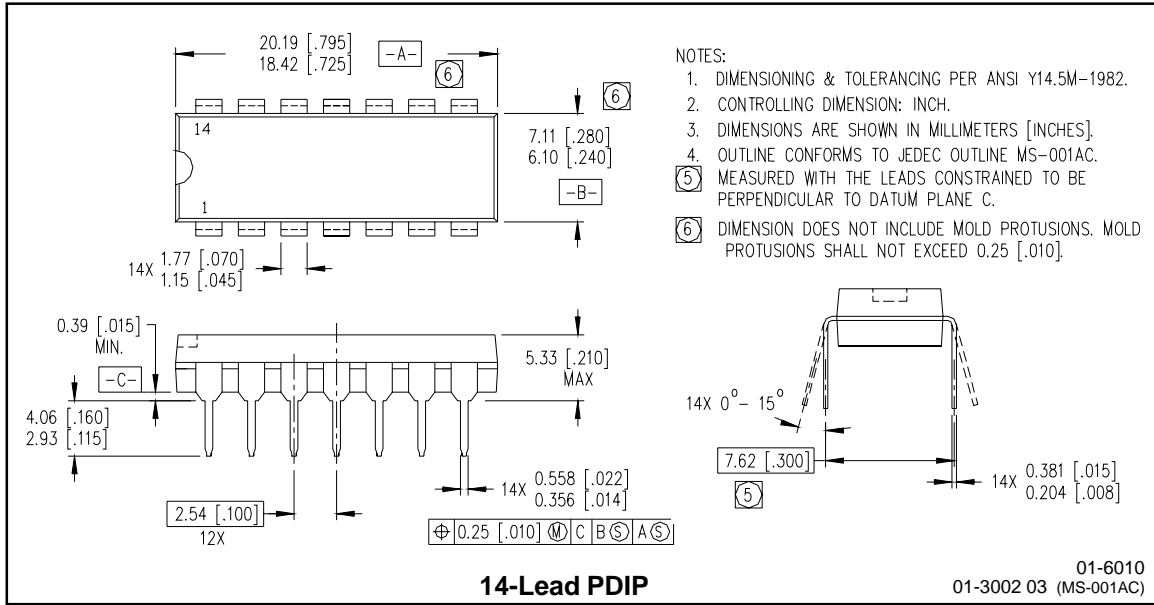 20.19 [.795]
18.42 [.725]
-A-
6
14
1
6
7.11 [.280]
6.10 [.240]
-B-
14X 1.77 [.070]
1.15 [.045]
NOTES:
1. DIMENSIONING & TOLERANCING PER ANSI Y14.5M-1982.
2. CONTROLLING DIMENSION: INCH.
3. DIMENSIONS ARE SHOWN IN MILLIMETERS [INCHES].
4. OUTLINE CONFORMS TO JEDEC OUTLINE MS-001AC.
5 MEASURED WITH THE LEADS CONSTRAINED TO BE
PERPENDICULAR TO DATUM PLANE C.
6 DIMENSION DOES NOT INCLUDE MOLD PROTUSIONS. MOLD
PROTUSIONS SHALL NOT EXCEED 0.25 [.010].
0.39 [.015]
MIN.
-C-
4.06 [.160]
2.93 [.115]
5.33 [.210]
MAX
2.54 [.100]
12X
14X 0.558 [.022]
0.356 [.014]
⌖ 0.25 [.010] Ⓜ C B Ⓢ A Ⓢ
14X 0° - 15°
7.62 [.300]
5
14X 0.381 [.015]
0.204 [.008]
14-Lead PDIP
01-6010
01-3002 03 (MS-001AC)